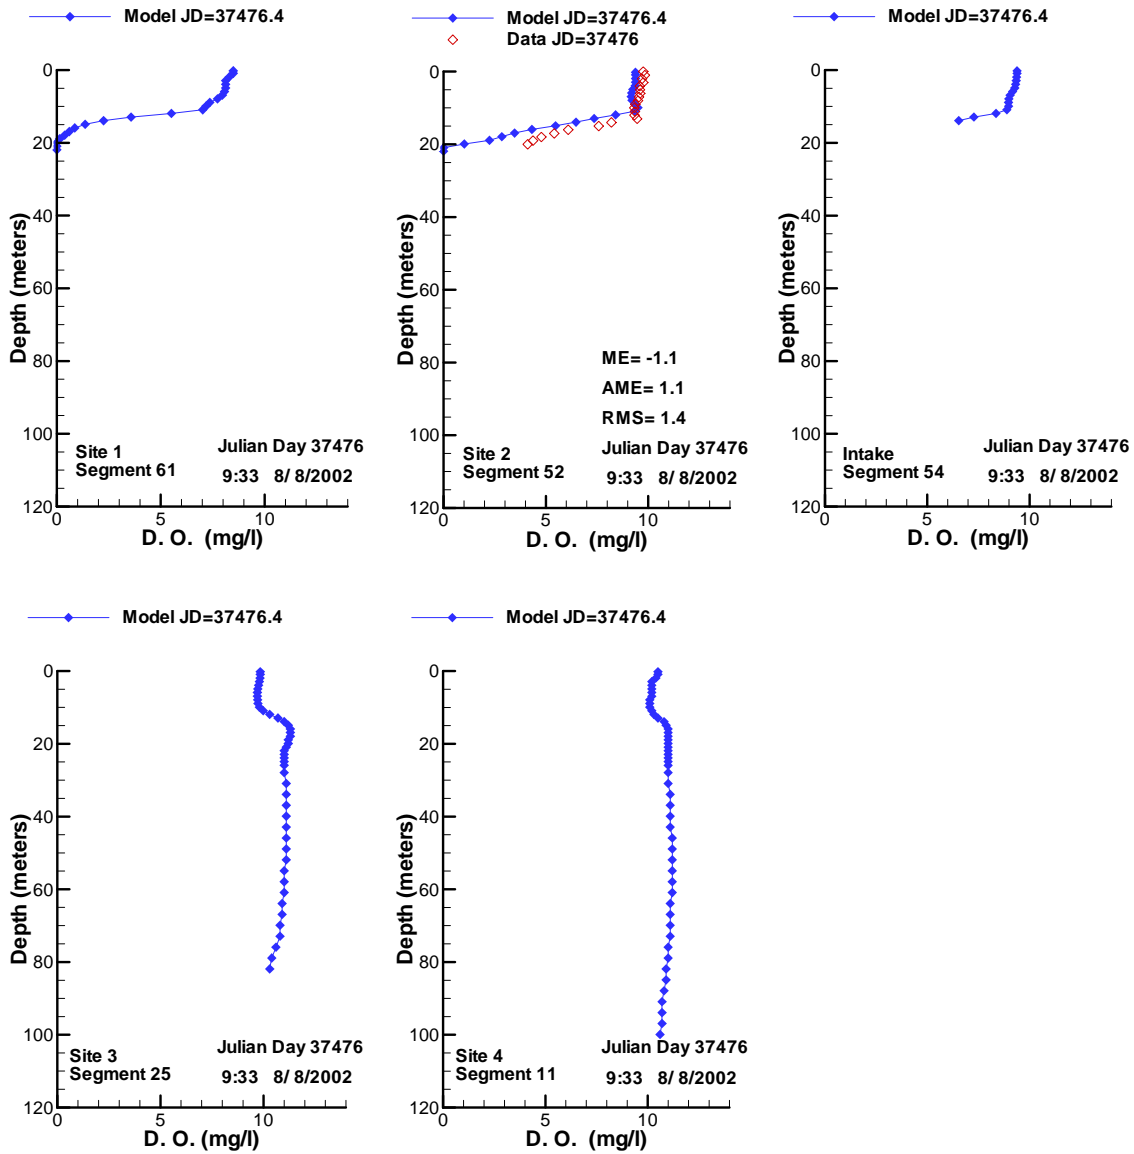 Model JD=37476.4
0
20
40
60
80
100
120
Depth (meters)
Site 1
Segment 61
Julian Day 37476
9:33 8/ 8/2002
0 5 10
D. O. (mg/l)
Model JD=37476.4
Data JD=37476
0
20
40
60
80
100
120
Depth (meters)
ME= -1.1
AME= 1.1
RMS= 1.4
Site 2
Segment 52
Julian Day 37476
9:33 8/ 8/2002
0 5 10
D. O. (mg/l)
Model JD=37476.4
0
20
40
60
80
100
120
Depth (meters)
Intake
Segment 54
Julian Day 37476
9:33 8/ 8/2002
0 5 10
D. O. (mg/l)
Model JD=37476.4
0
20
40
60
80
100
120
Depth (meters)
Site 3
Segment 25
Julian Day 37476
9:33 8/ 8/2002
0 10
D. O. (mg/l)
Model JD=37476.4
0
20
40
60
80
100
120
Depth (meters)
Site 4
Segment 11
Julian Day 37476
9:33 8/ 8/2002
0 5 10
D. O. (mg/l)